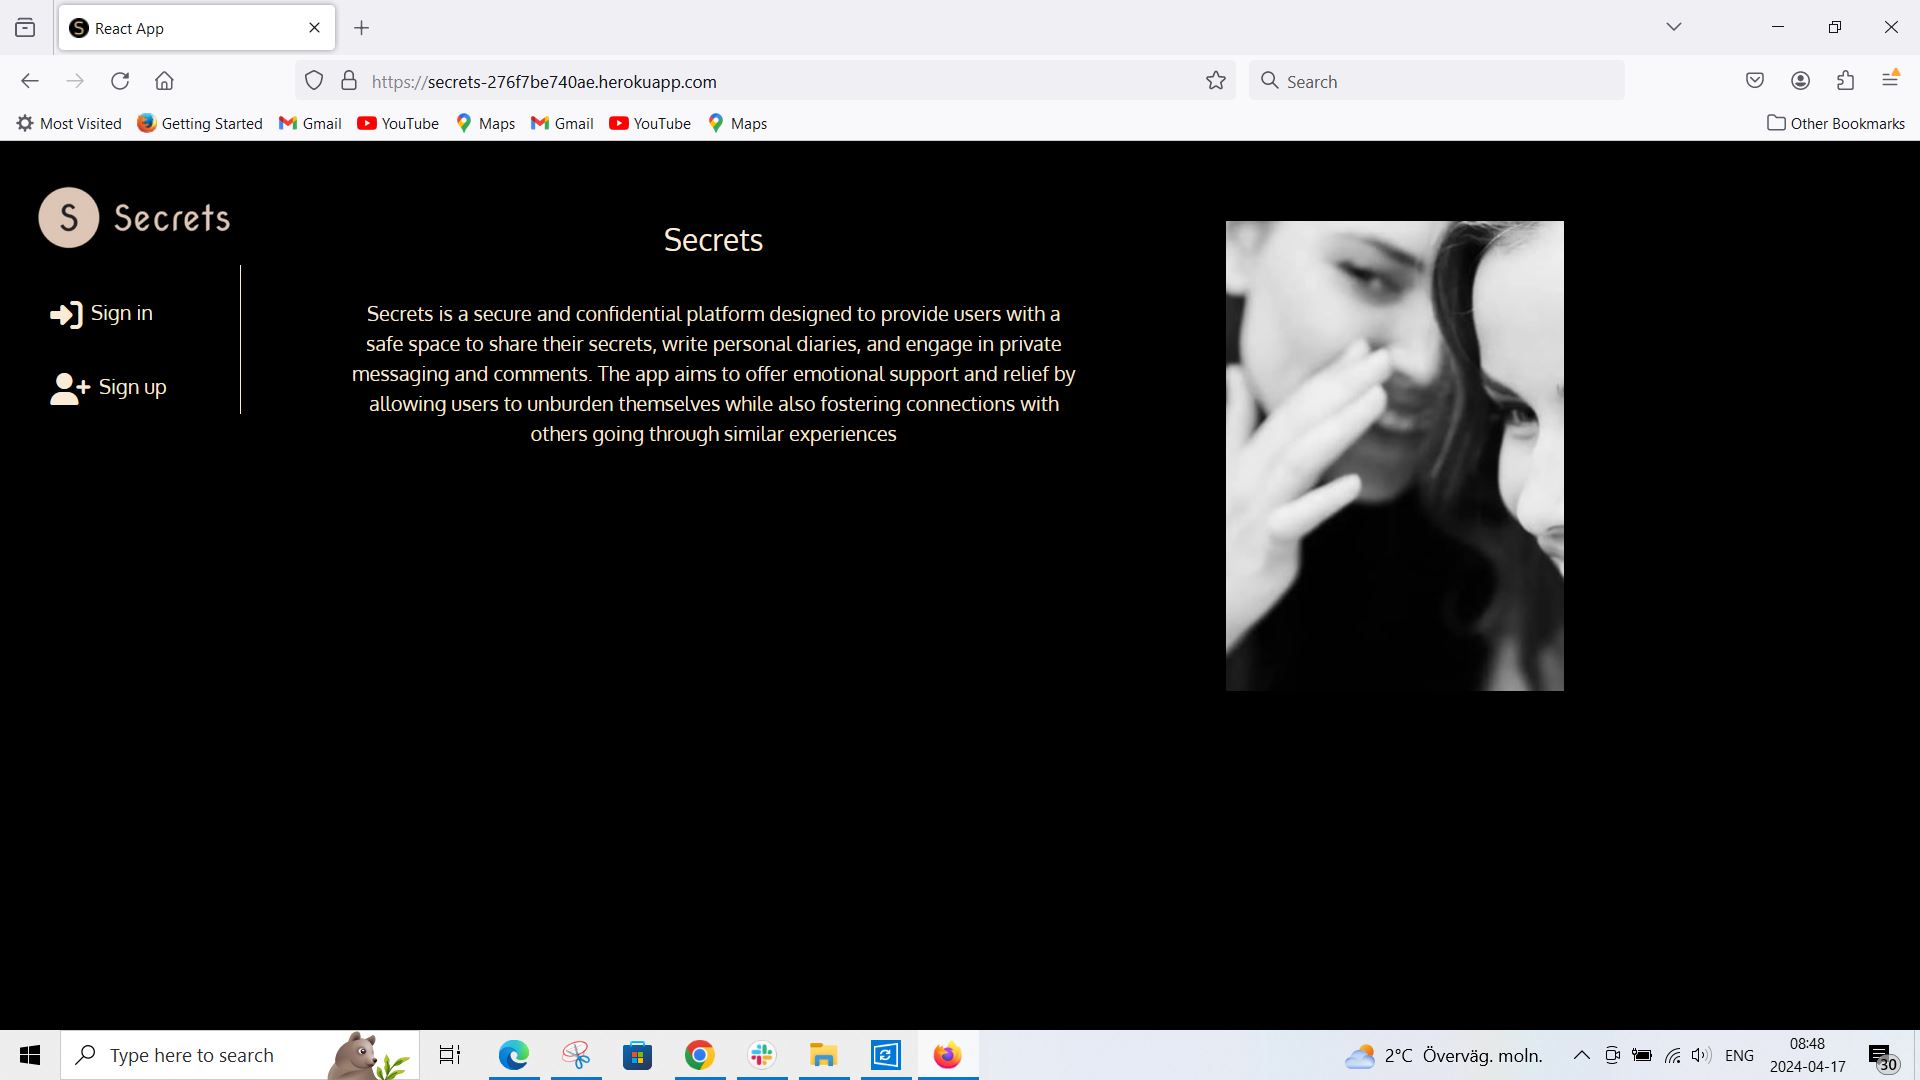 React App
https://secrets-276f7be740ae.herokuapp.com
Search
Most Visited Getting Started Gmail YouTube Maps Gmail YouTube Maps Other Bookmarks
S Secrets
Sign in
Sign up
Secrets
Secrets is a secure and confidential platform designed to provide users with a
safe space to share their secrets, write personal diaries, and engage in private
messaging and comments. The app aims to offer emotional support and relief by
allowing users to unburden themselves while also fostering connections with
others going through similar experiences
Type here to search
2°C Överväg. moln.
ENG
08:48
2024-04-17
30